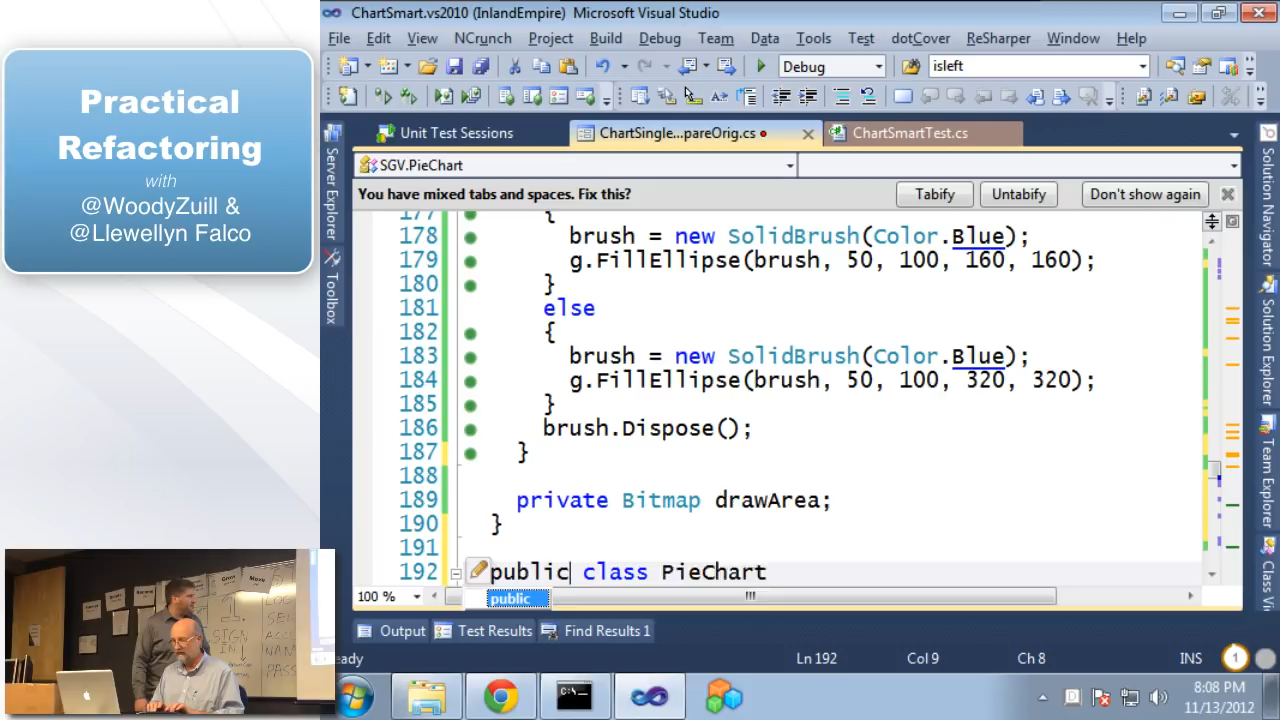 Practical
Refactoring
with
@WoodyZuill &
@Llewellyn Falco
ChartSmart.vs2010 (InlandEmpire) Microsoft Visual Studio
File Edit View NCrunch Project Build Debug Team Data Tools Test dotCover ReSharper Window Help
Debug isleft
Unit Test Sessions ChartSingle...pareOrig.cs ChartSmartTest.cs
SGV.PieChart
You have mixed tabs and spaces. Fix this? Tabify Untabify Don't show again
177 {
178 brush = new SolidBrush(Color.Blue);
179 g.FillEllipse(brush, 50, 100, 160, 160);
180 }
181 else
182 {
183 brush = new SolidBrush(Color.Blue);
184 g.FillEllipse(brush, 50, 100, 320, 320);
185 }
186 brush.Dispose();
187 }
188
189 private Bitmap drawArea;
190 }
191
192 public class PieChart
public
100 %
Output Test Results Find Results 1
eady Ln 192 Col 9 Ch 8 INS 1
8:08 PM
11/13/2012
Server Explorer
Toolbox
Solution Navigator
Solution Explorer
Team Explorer
Class View
SIGN